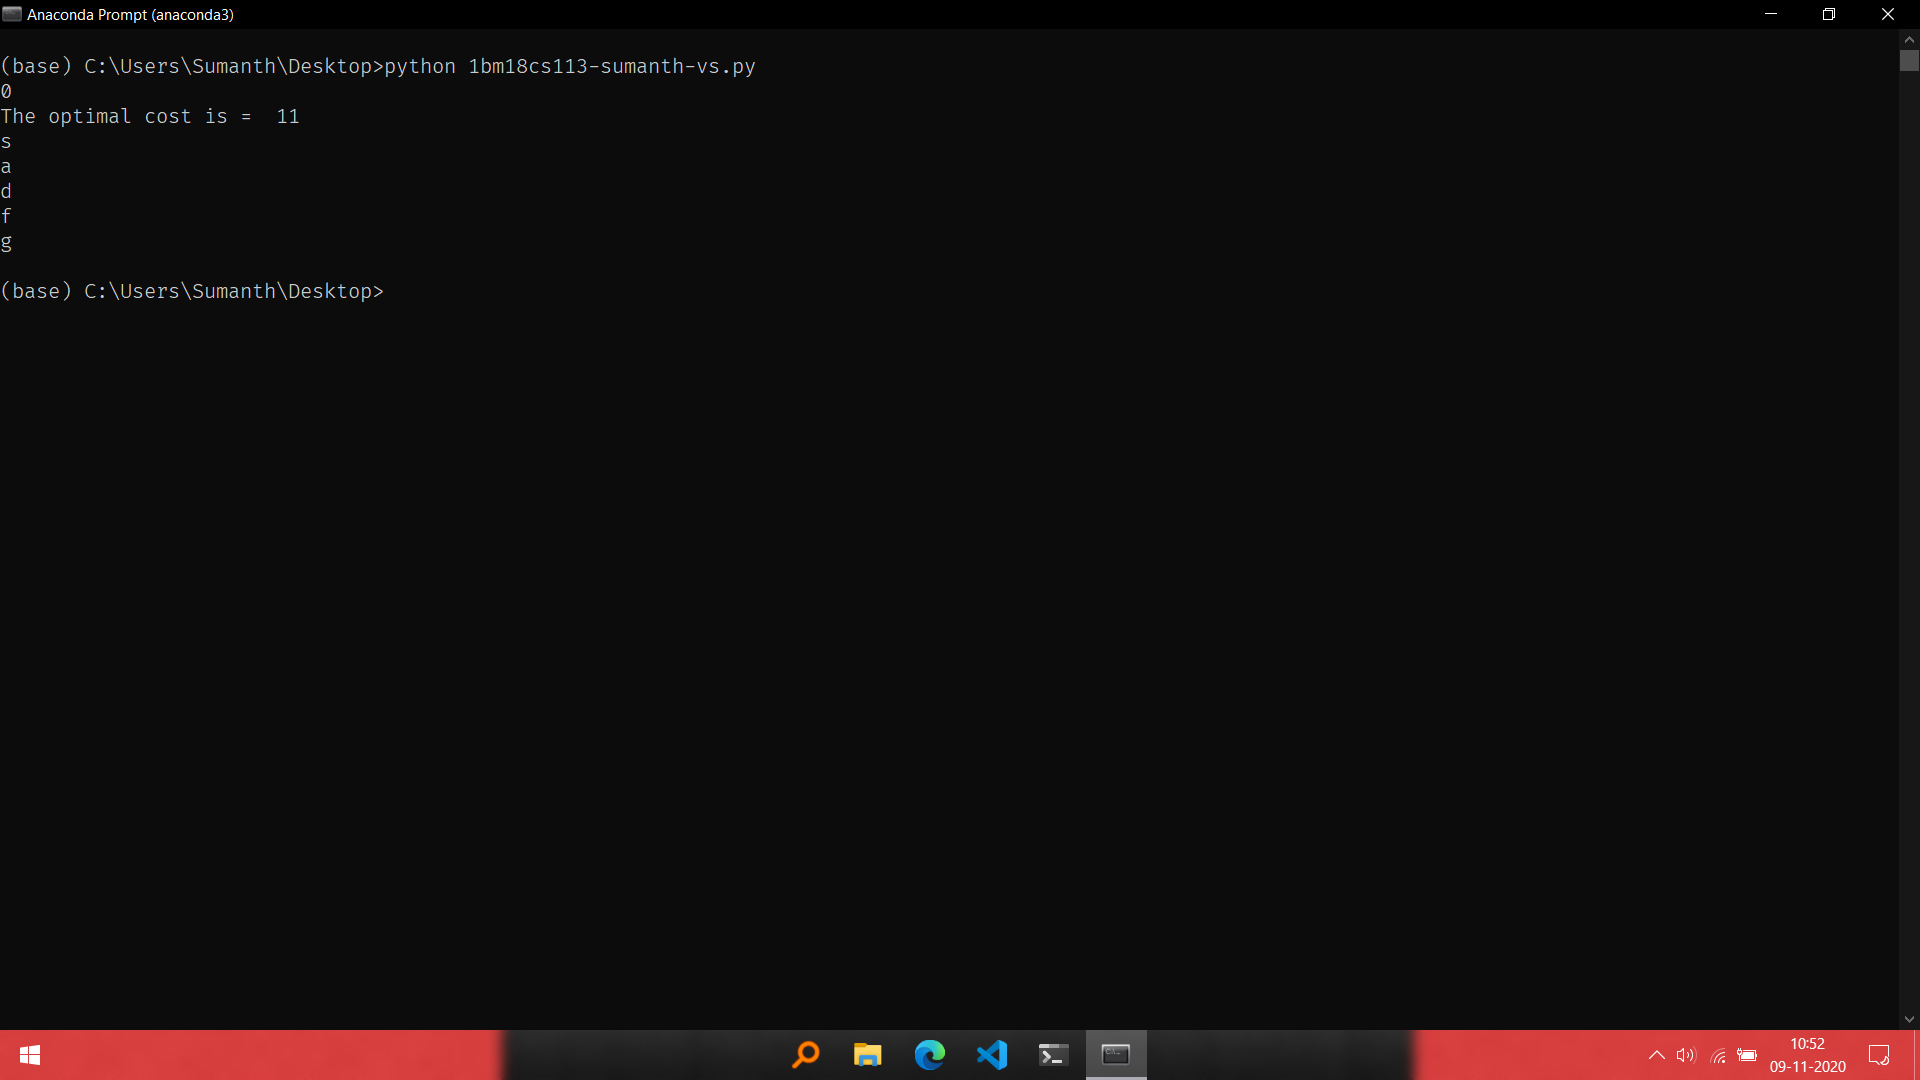 Anaconda Prompt (anaconda3)
(base) C:\Users\Sumanth\Desktop>python 1bm18cs113-sumanth-vs.py
0
The optimal cost is =  11
s
a
d
f
g
(base) C:\Users\Sumanth\Desktop>
10:52
09-11-2020